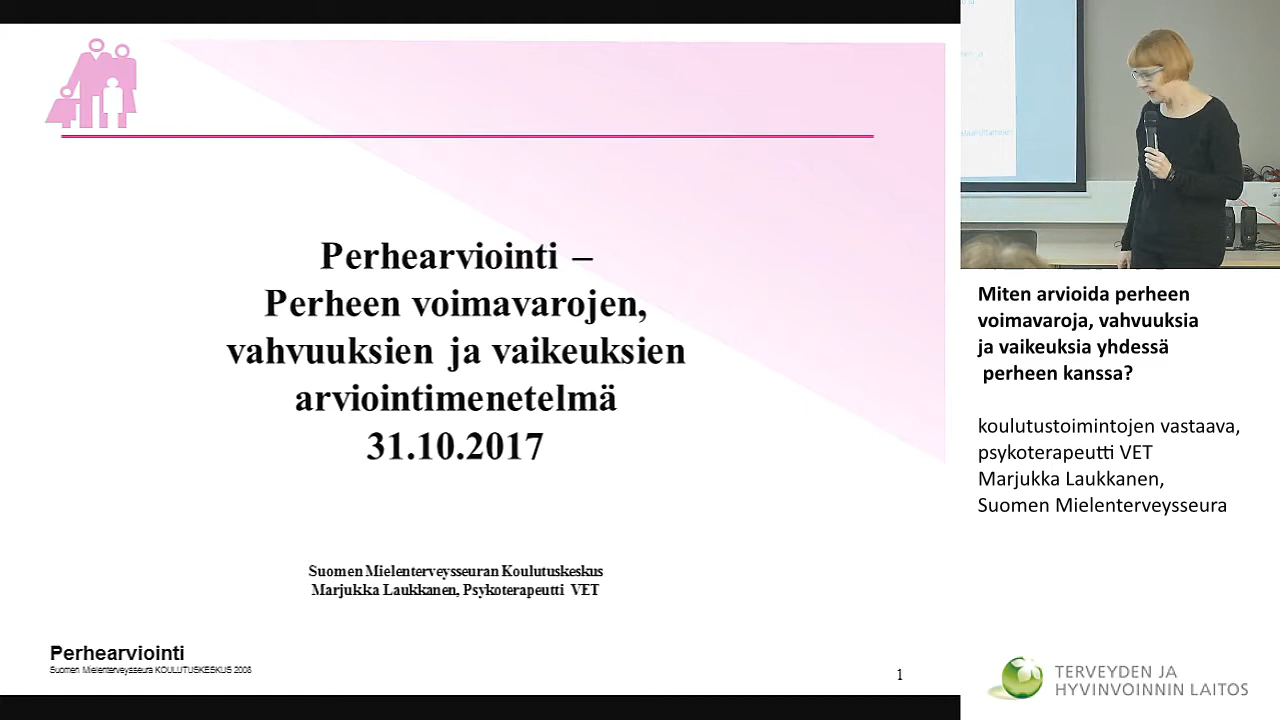 Perhearviointi –
Perheen voimavarojen,
vahvuuksien ja vaikeuksien
arviointimenetelmä
31.10.2017
Suomen Mielenterveysseuran Koulutuskeskus
Marjukka Laukkanen, Psykoterapeutti VET
Perhearviointi
Suomen Mielenterveysseura KOULUTUSKESKUS 2008
1
Miten arvioida perheen
voimavaroja, vahvuuksia
ja vaikeuksia yhdessä
perheen kanssa?
koulutustoimintojen vastaava,
psykoterapeutti VET
Marjukka Laukkanen,
Suomen Mielenterveysseura
TERVEYDEN JA
HYVINVOINNIN LAITOS